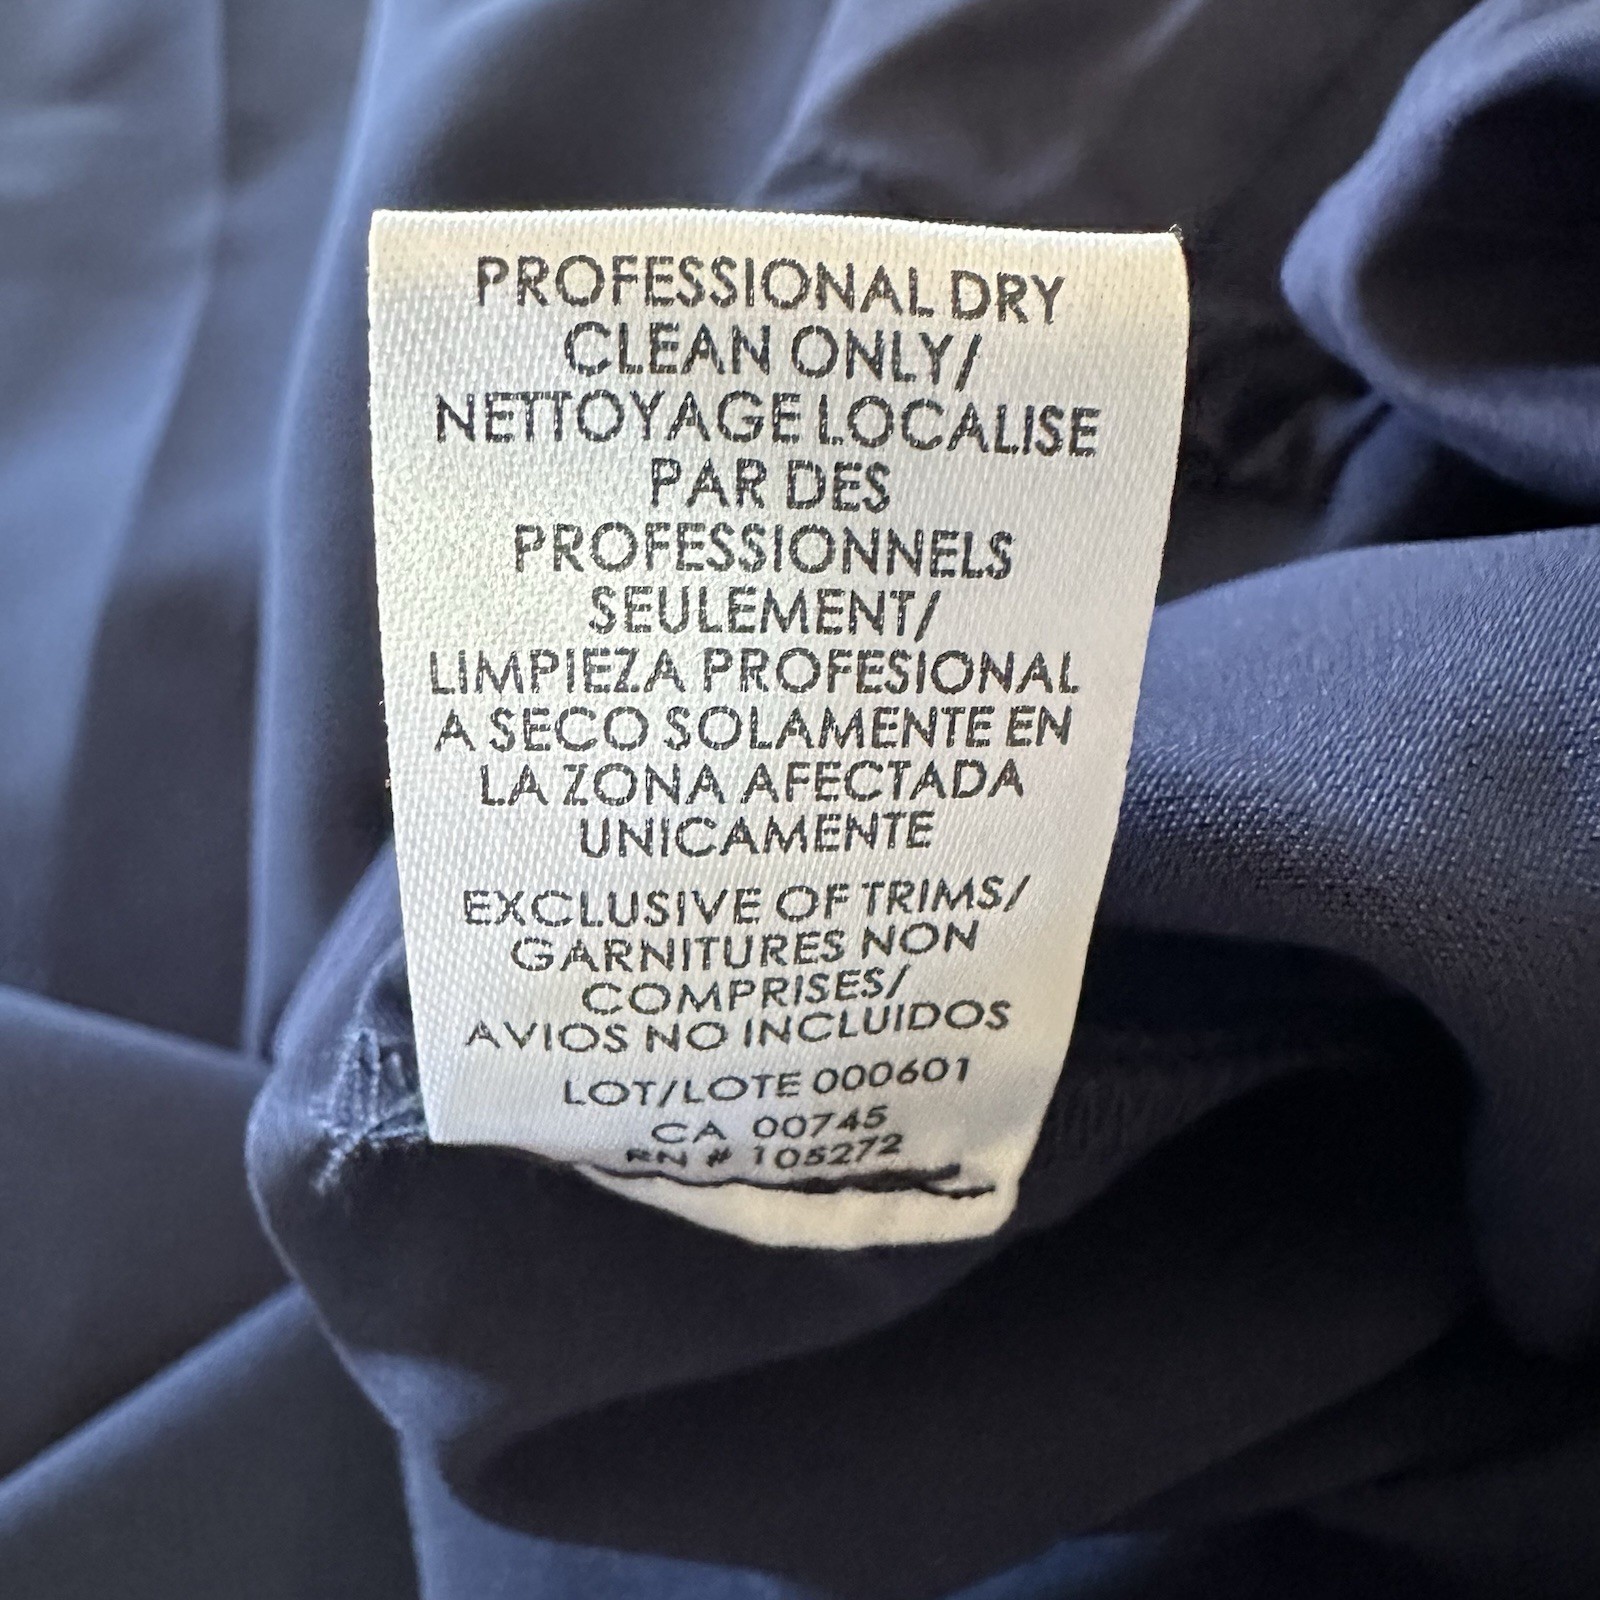 PROFESSIONAL DRY
CLEAN ONLY/
NETTOYAGE LOCALISE
PAR DES
PROFESSIONNELS
SEULEMENT/
LIMPIEZA PROFESIONAL
A SECO SOLAMENTE EN
LA ZONA AFECTADA
UNICAMENTE
EXCLUSIVE OF TRIMS/
GARNITURES NON
COMPRISES/
AVIOS NO INCLUIDOS
LOT/LOTE 000601
CA 00745
RN # 105272